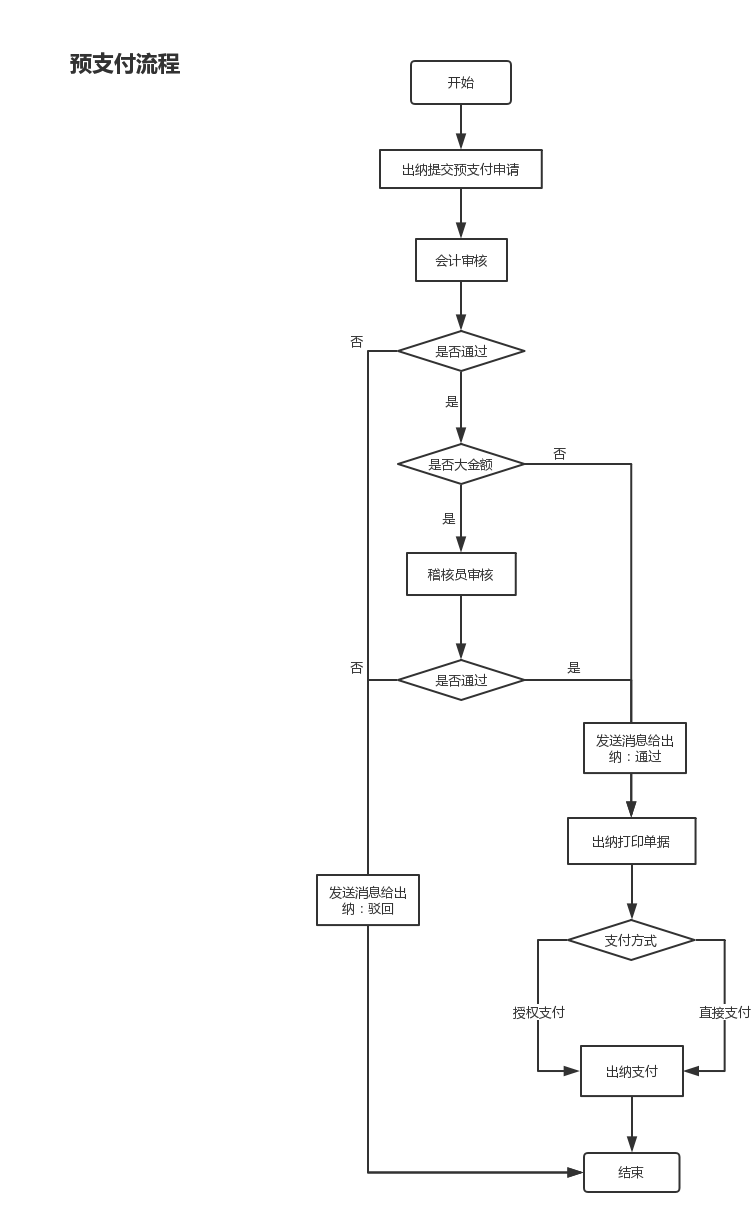 预支付流程
开始
出纳提交预支付申请
会计审核
否
是否通过
是
是否大金额
否
是
稽核员审核
否
是否通过
是
发送消息给出
纳：通过
出纳打印单据
发送消息给出
纳：驳回
支付方式
授权支付
直接支付
出纳支付
结束